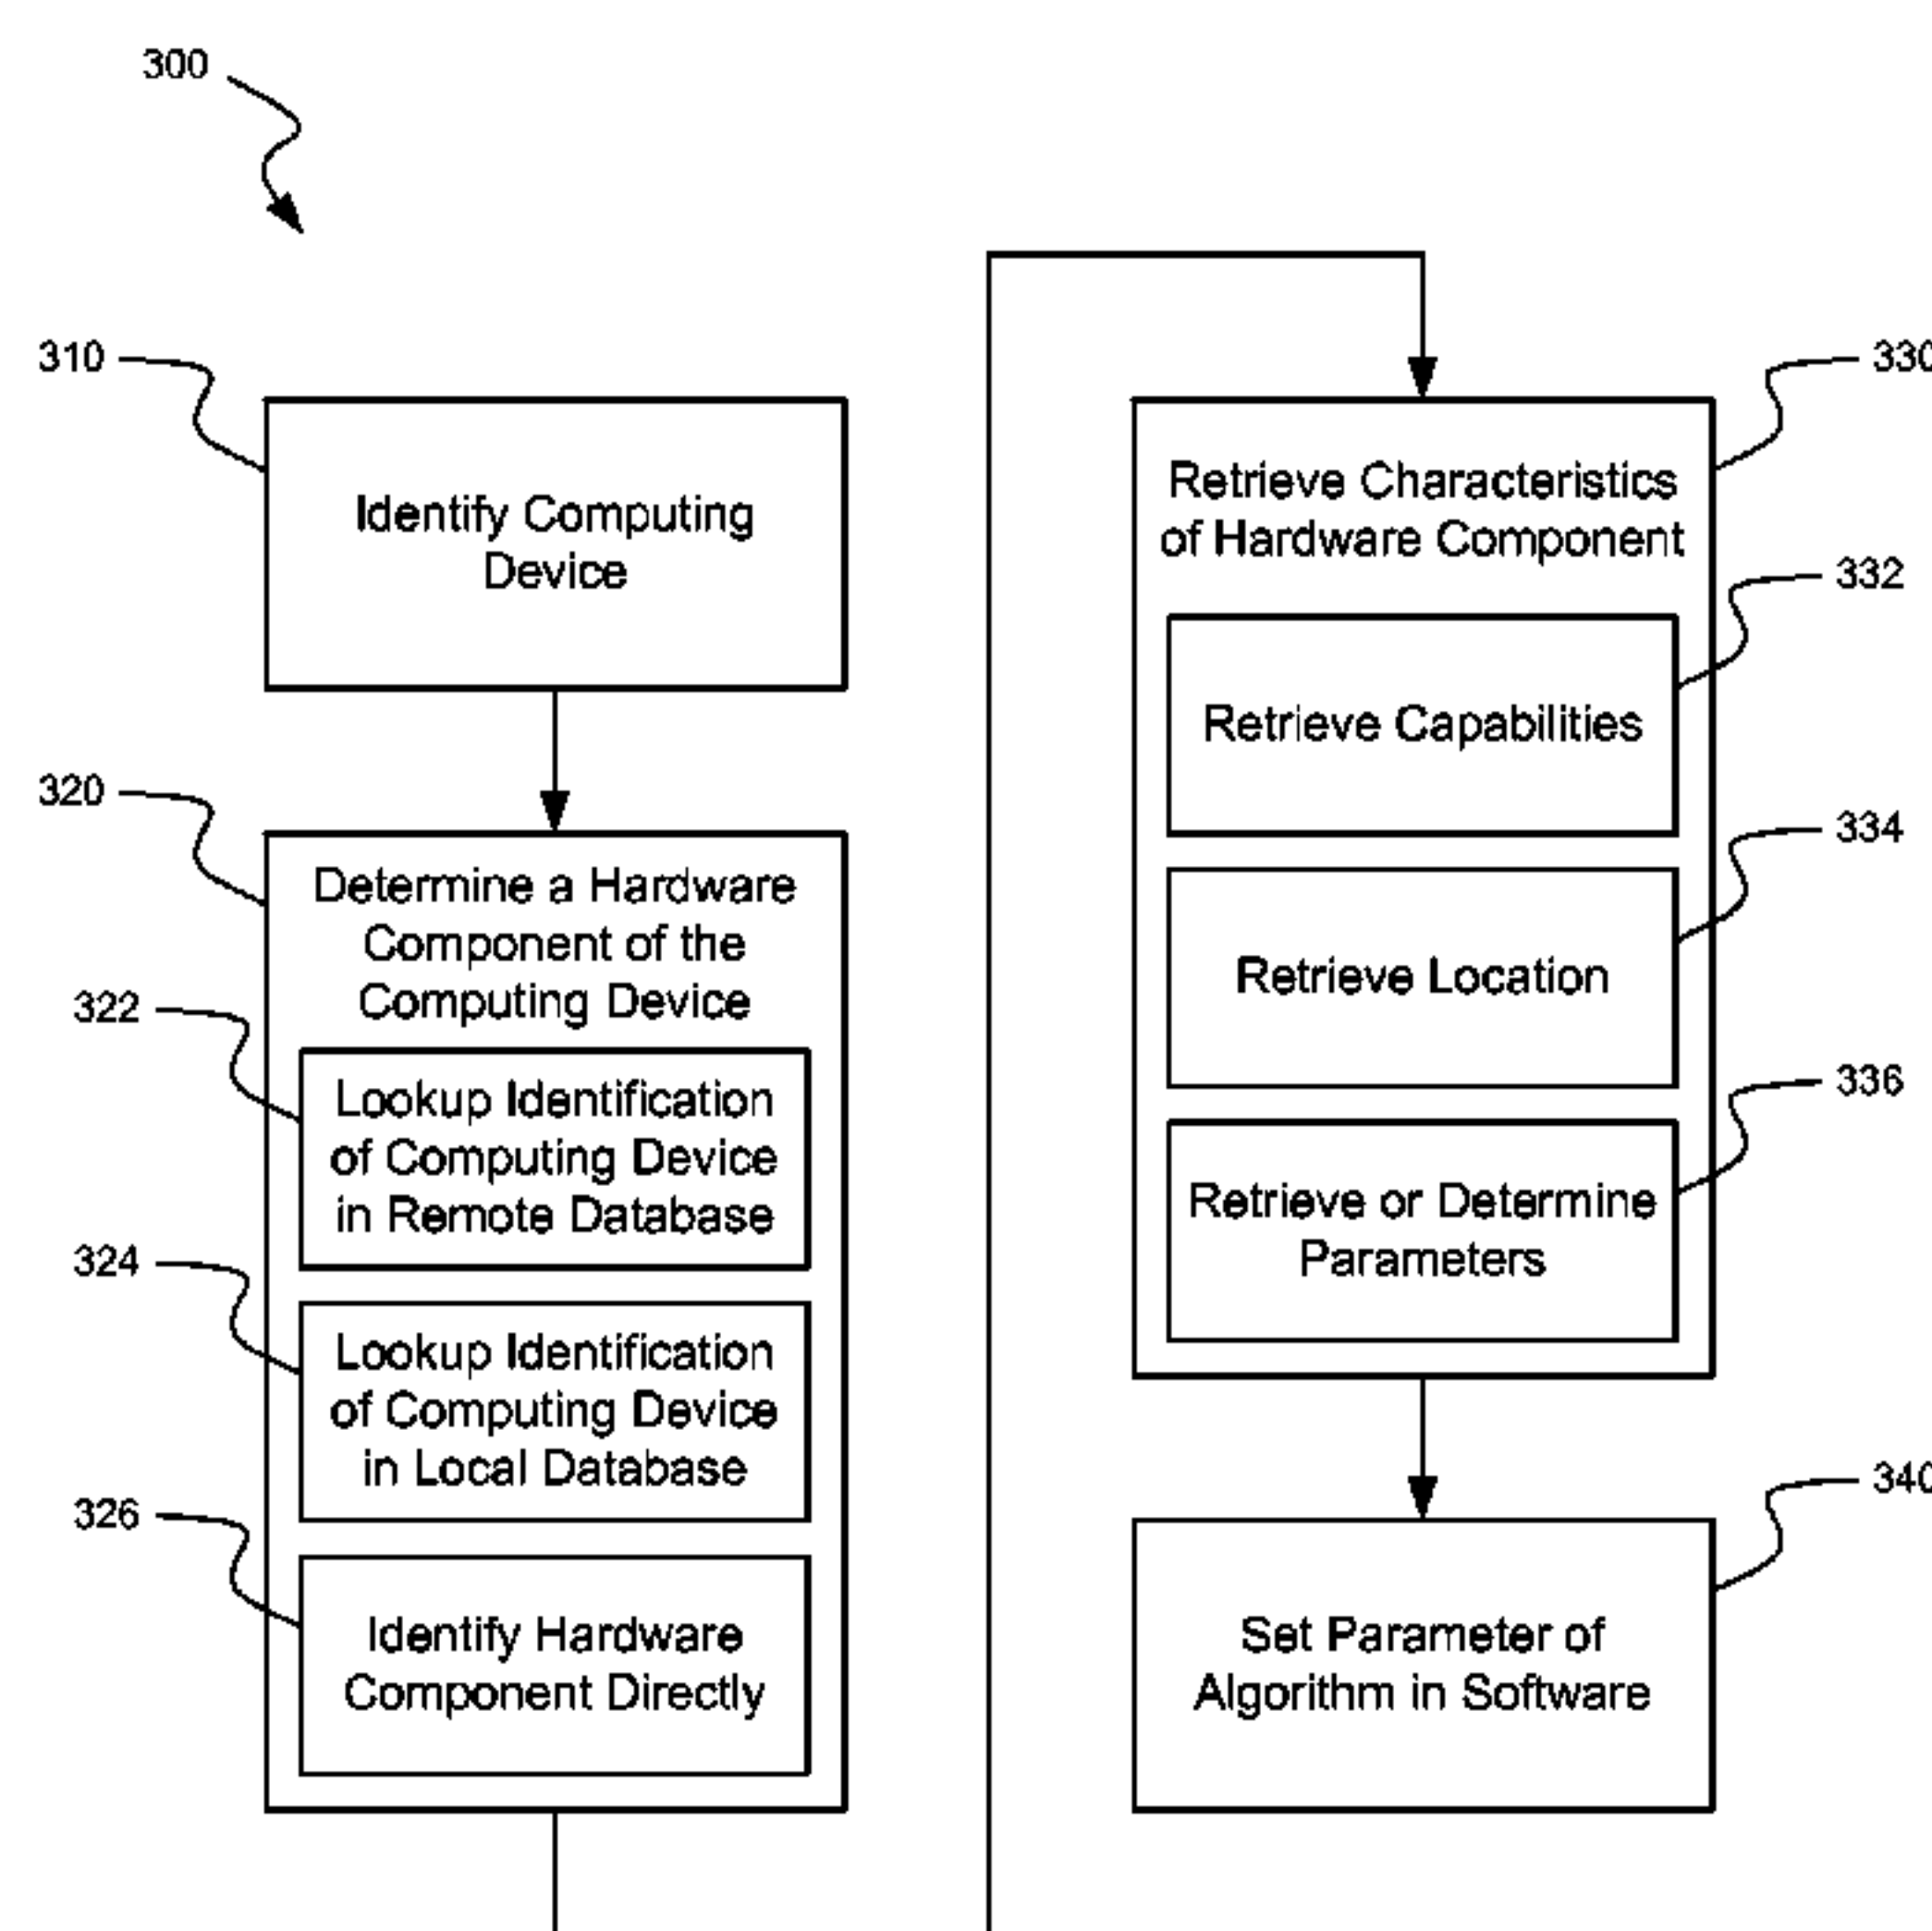 300
310
Identify Computing
Device
320
Determine a Hardware
Component of the
Computing Device
322
Lookup Identification
of Computing Device
in Remote Database
324
Lookup Identification
of Computing Device
in Local Database
326
Identify Hardware
Component Directly
330
Retrieve Characteristics
of Hardware Component
332
Retrieve Capabilities
334
Retrieve Location
336
Retrieve or Determine
Parameters
340
Set Parameter of
Algorithm in Software